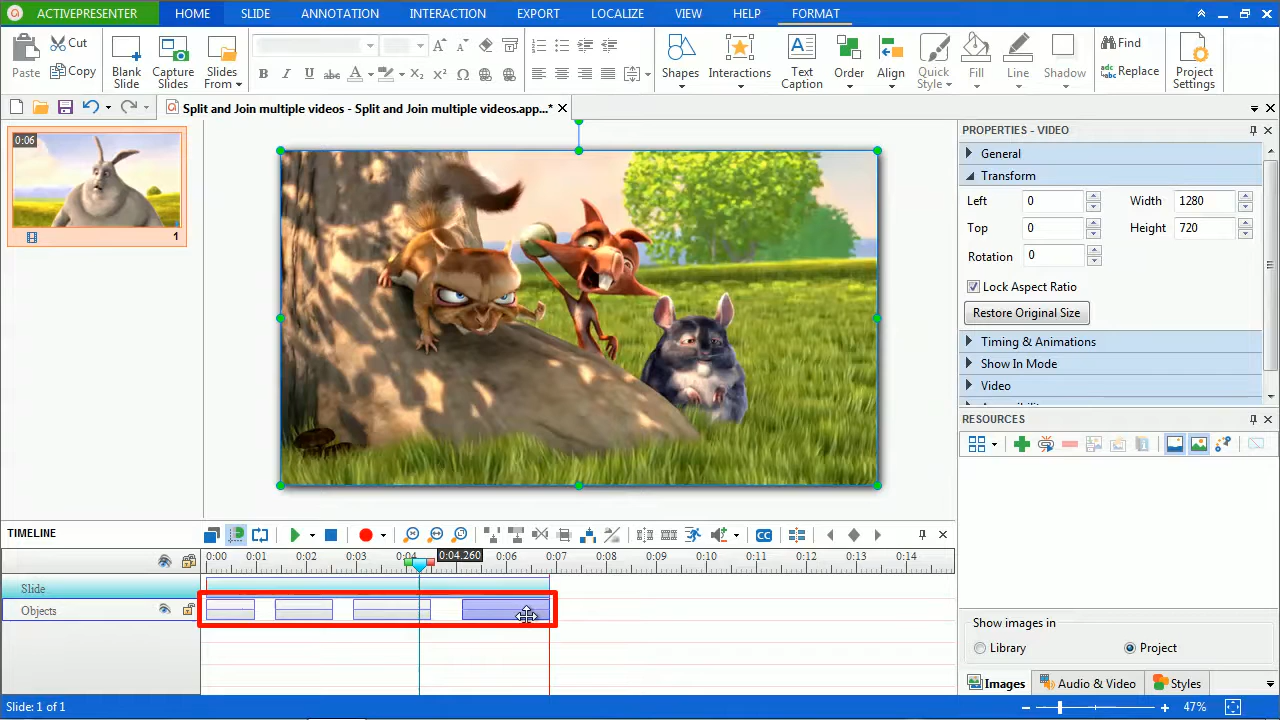 ACTIVEPRESENTER HOME SLIDE ANNOTATION INTERACTION EXPORT LOCALIZE VIEW HELP FORMAT
Paste
Cut
Copy
Blank Slide
Capture Slides
Slides From
B I U abc A X₂ X² Ω
Shapes
Interactions
Text Caption
Order
Align
Quick Style
Fill
Line
Shadow
Find
Replace
Project Settings
Split and Join multiple videos - Split and Join multiple videos.app...*
0:06
1
PROPERTIES - VIDEO
General
Transform
Left 0 Width 1280
Top 0 Height 720
Rotation 0
Lock Aspect Ratio
Restore Original Size
Timing & Animations
Show In Mode
Video
RESOURCES
TIMELINE
CC
0:00 0:01 0:02 0:03 0:04 0:04.260 0:06 0:07 0:08 0:09 0:10 0:11 0:12 0:13 0:14
Slide
Objects
Show images in
Library Project
Images Audio & Video Styles
Slide: 1 of 1
47%